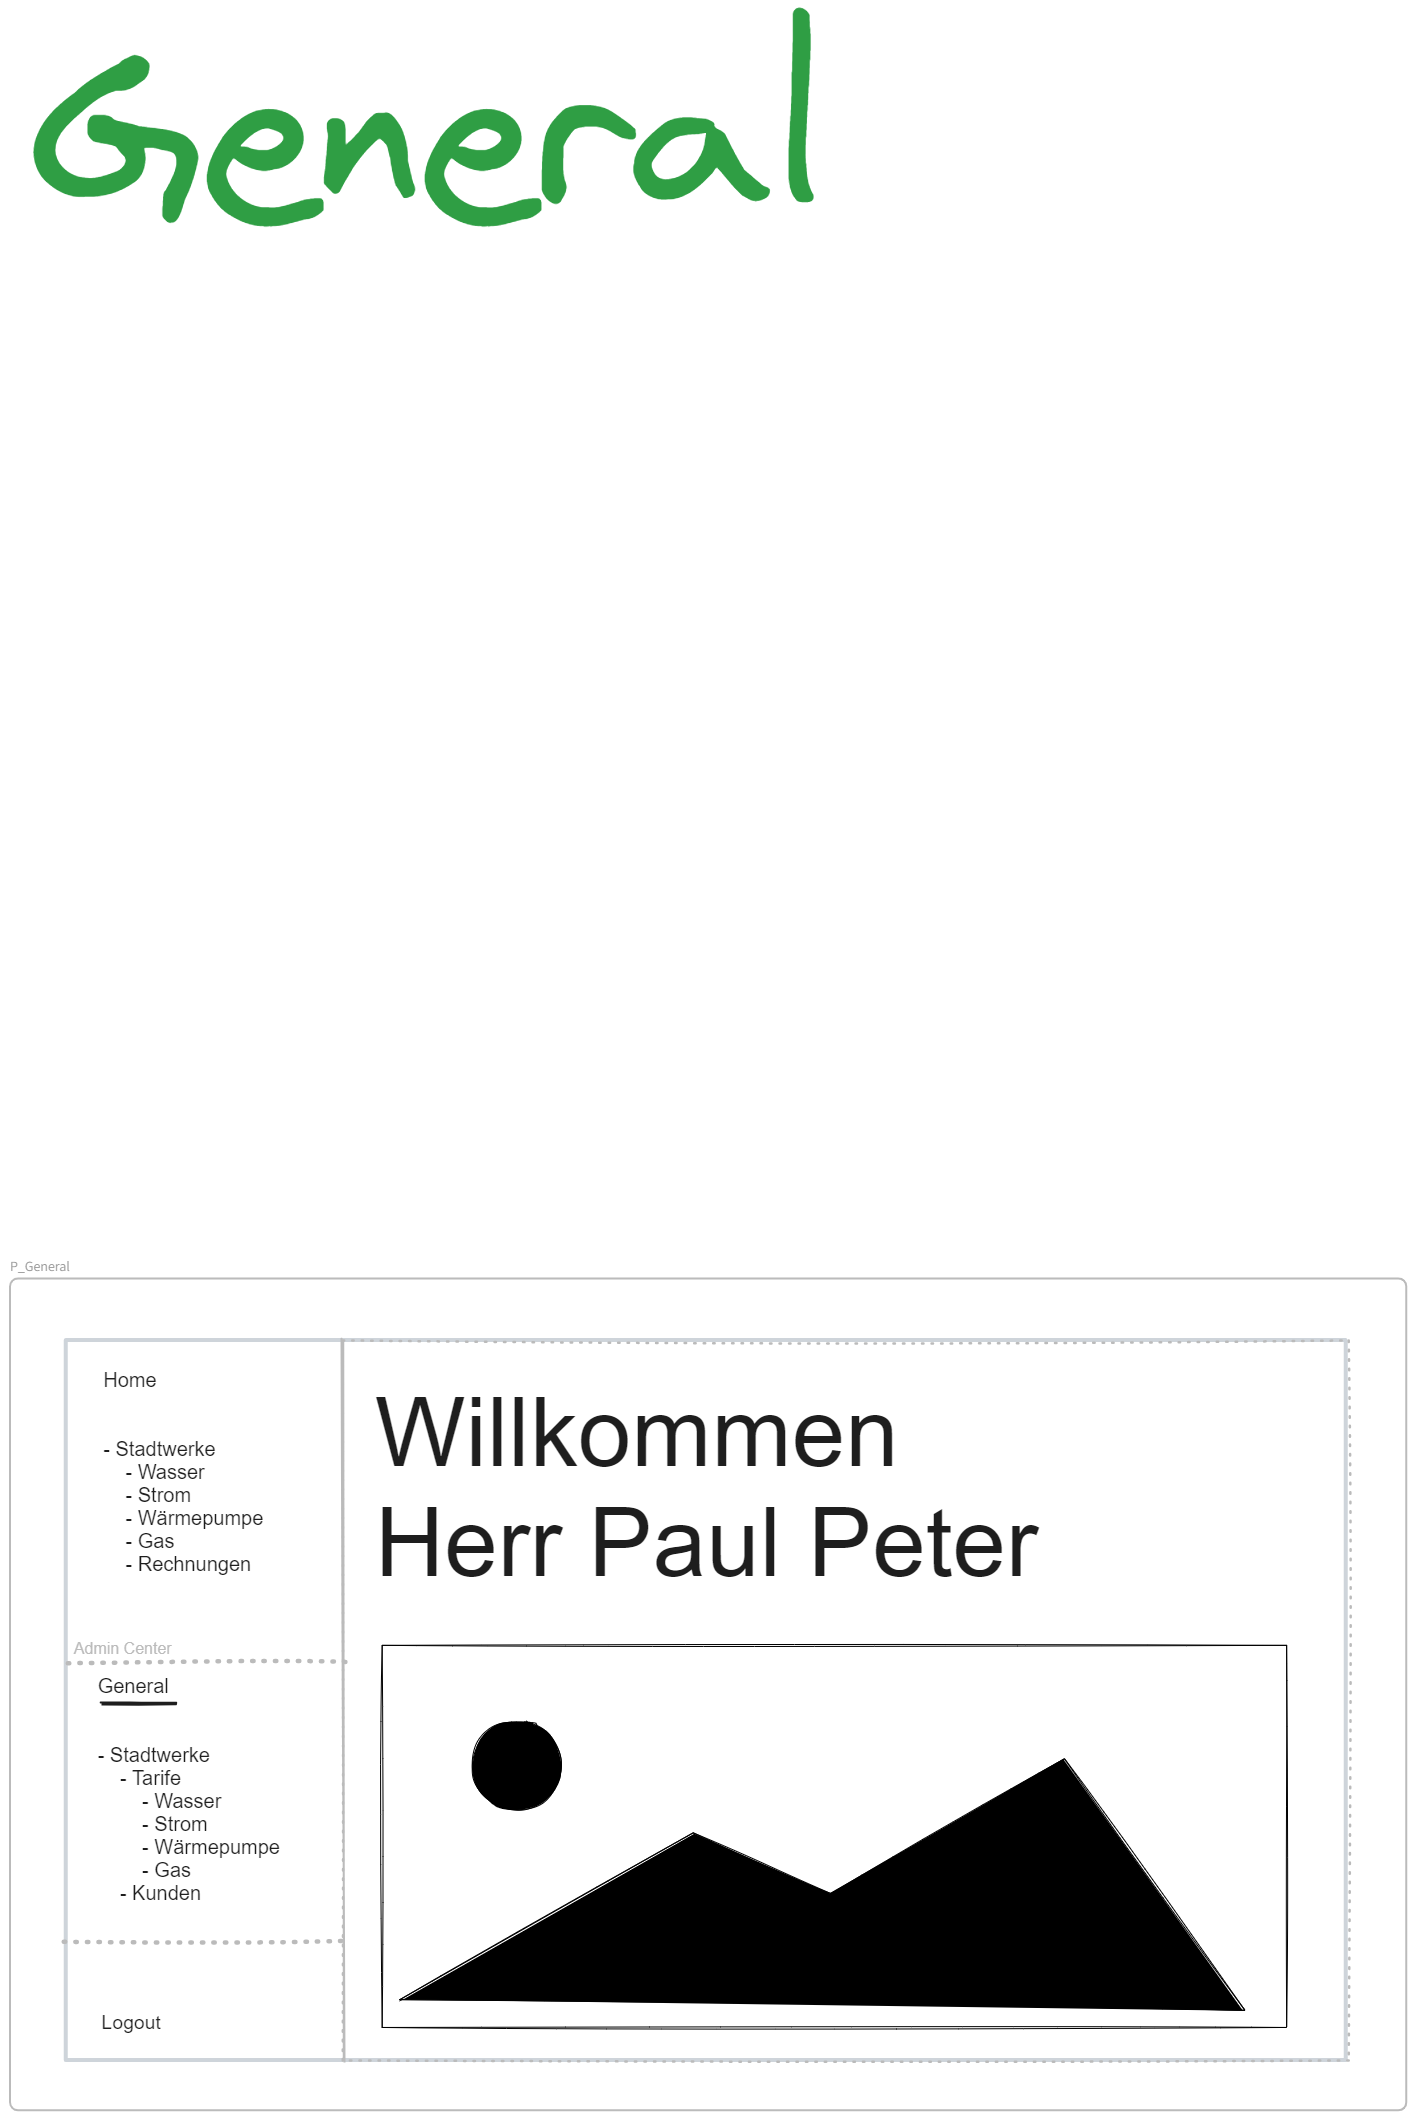 General
P_General
Home
- Stadtwerke
- Wasser
- Strom
- Wärmepumpe
- Gas
- Rechnungen
Admin Center
General
- Stadtwerke
- Tarife
- Wasser
- Strom
- Wärmepumpe
- Gas
- Kunden
Logout
Willkommen
Herr Paul Peter